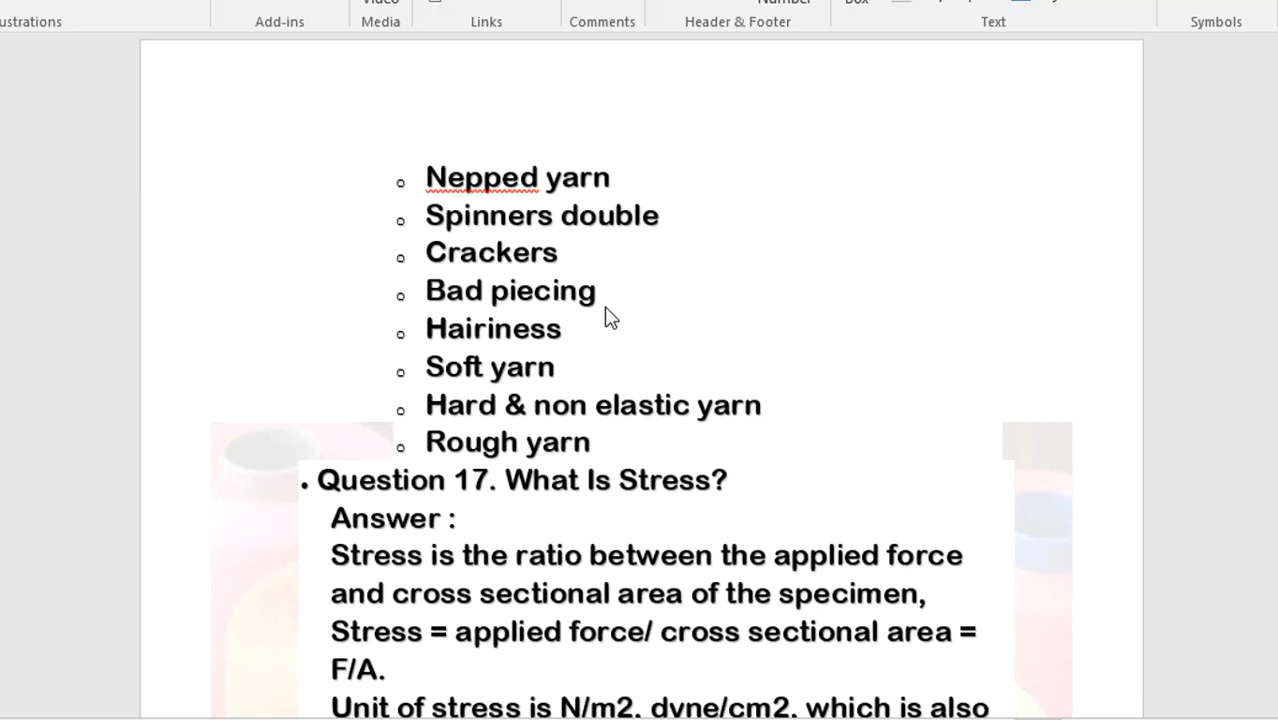 Add-ins Media Links Comments Header & Footer Text Symbols
Nepped yarn
Spinners double
Crackers
Bad piecing
Hairiness
Soft yarn
Hard & non elastic yarn
Rough yarn
Question 17. What Is Stress?
Answer :
Stress is the ratio between the applied force
and cross sectional area of the specimen,
Stress = applied force/ cross sectional area =
F/A.
Unit of stress is N/m2, dyne/cm2, which is also